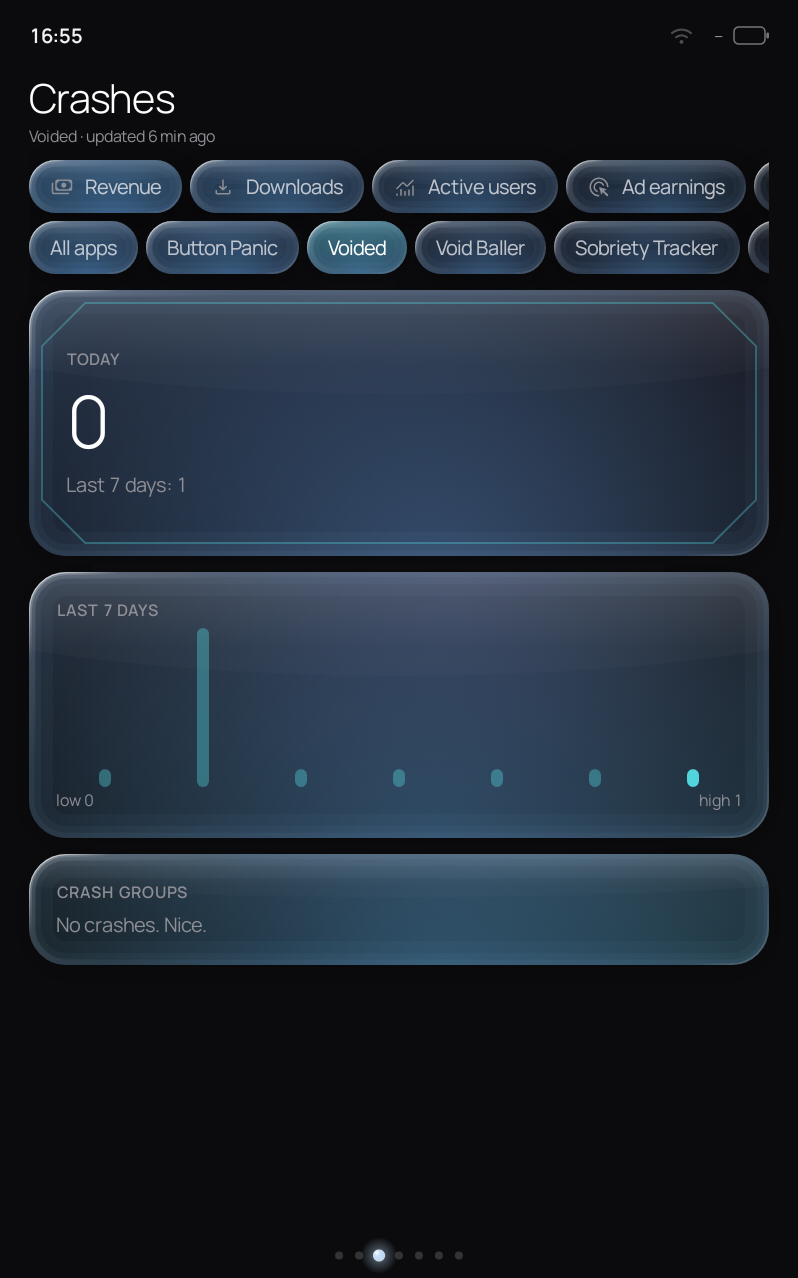 16:55
–
Crashes
Voided · updated 6 min ago
Revenue Downloads Active users Ad earnings
All apps Button Panic Voided Void Baller Sobriety Tracker
TODAY
0
Last 7 days: 1
LAST 7 DAYS
low 0 high 1
CRASH GROUPS
No crashes. Nice.